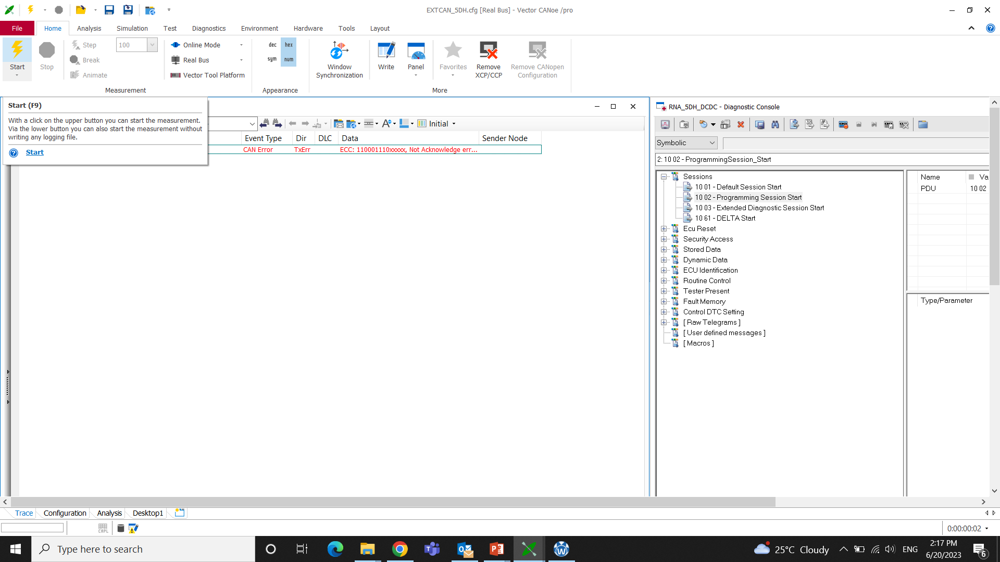 EXTCAN_5DH.cfg [Real Bus] - Vector CANoe /pro
File
Home
Analysis
Simulation
Test
Diagnostics
Environment
Hardware
Tools
Layout
Start
Stop
Step
Break
Animate
100
Online Mode
Real Bus
Vector Tool Platform
Measurement
dec
hex
sym
num
Appearance
Window
Synchronization
Write
Panel
Favorites
Remove
XCP/CCP
Remove CANopen
Configuration
More
Start (F9)
With a click on the upper button you can start the measurement.
Via the lower button you can also start the measurement without
writing any logging file.
Start
Initial
Event Type
Dir
DLC
Data
Sender Node
CAN Error
TxErr
ECC: 110001110xxxxx, Not Acknowledge err...
RNA_5DH_DCDC - Diagnostic Console
Symbolic
2: 10 02 - ProgrammingSession_Start
Sessions
10 01 - Default Session Start
10 02 - Programming Session Start
10 03 - Extended Diagnostic Session Start
10 61 - DELTA Start
Ecu Reset
Security Access
Stored Data
Dynamic Data
ECU Identification
Routine Control
Tester Present
Fault Memory
Control DTC Setting
[ Raw Telegrams ]
[ User defined messages ]
[ Macros ]
Name
Va
PDU
10 02
Type/Parameter
Trace
Configuration
Analysis
Desktop1
CAPL
0:00:00:02
Type here to search
25°C Cloudy
ENG
2:17 PM
6/20/2023
6